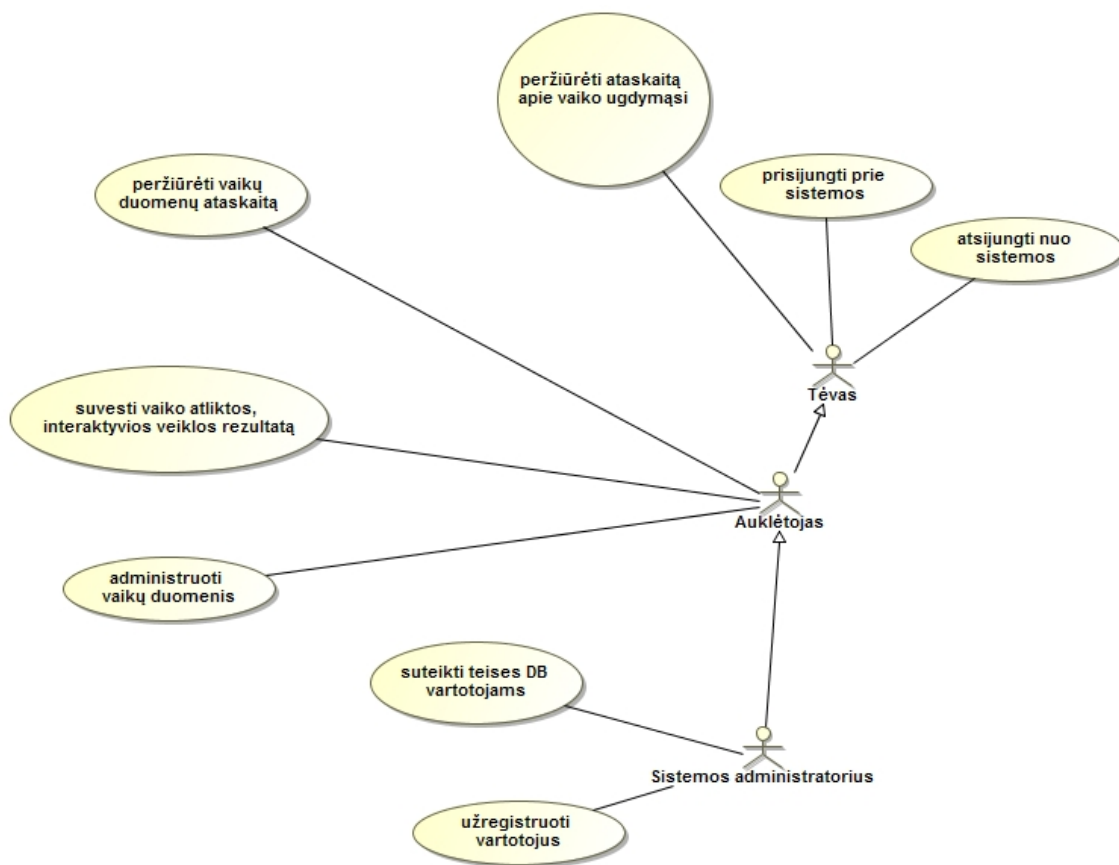 peržiūrėti ataskaitą
apie vaiko ugdymąsi
peržiūrėti vaikų
duomenų ataskaitą
prisijungti prie
sistemos
atsijungti nuo
sistemos
Tėvas
suvesti vaiko atliktos,
interaktyvios veiklos rezultatą
Auklėtojas
administruoti
vaikų duomenis
suteikti teises DB
vartotojams
Sistemos administratorius
užregistruoti
vartotojus